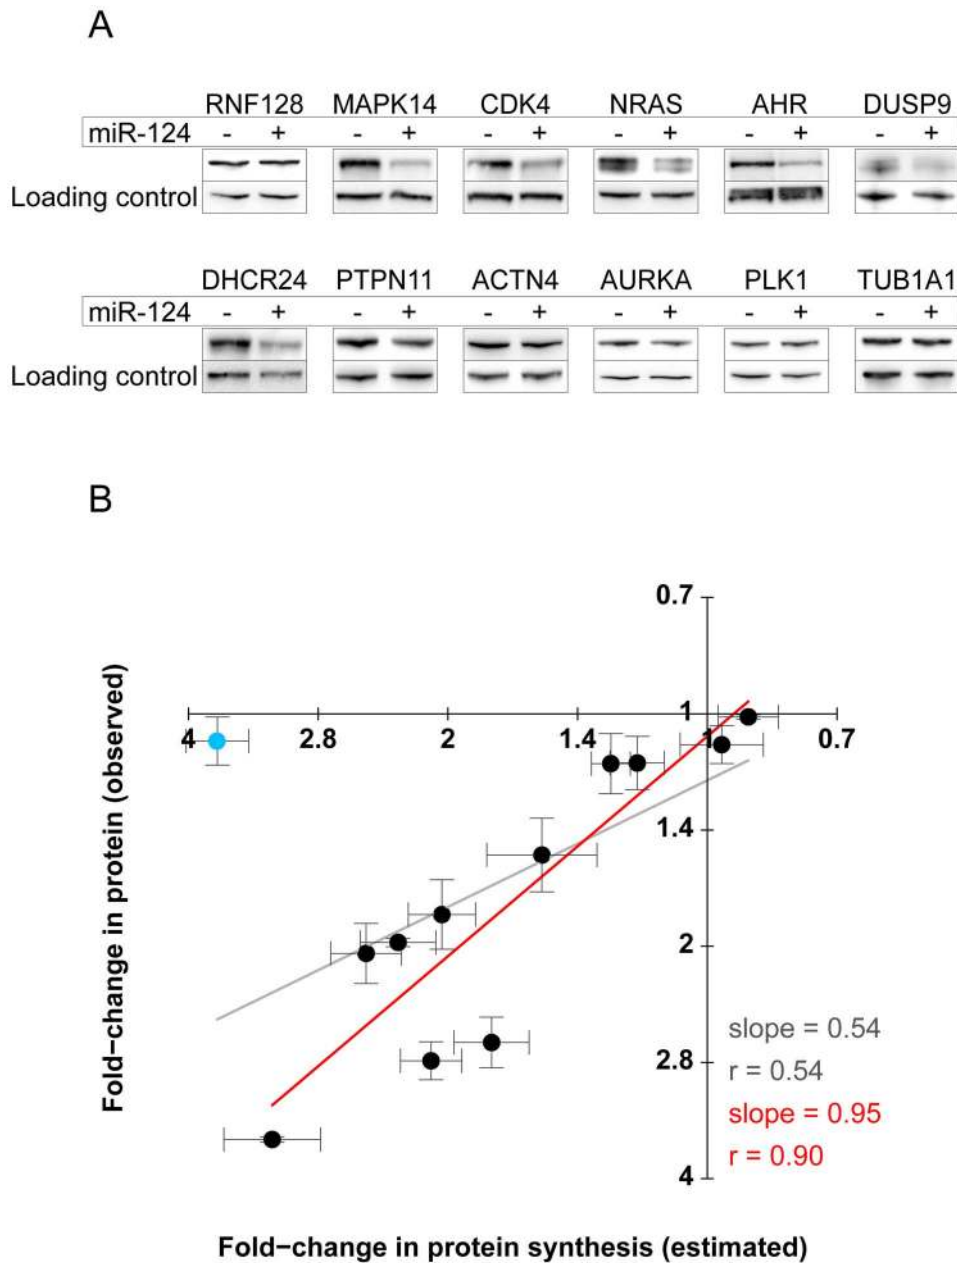 A
RNF128 MAPK14 CDK4 NRAS AHR DUSP9
miR-124 - + - + - + - + - + - +
Loading control
DHCR24 PTPN11 ACTN4 AURKA PLK1 TUB1A1
miR-124 - + - + - + - + - + - +
Loading control
B
0.7
1
4 2.8 2 1.4 1 0.7
1.4
2
2.8
4
Fold−change in protein (observed)
slope = 0.54
r = 0.54
slope = 0.95
r = 0.90
Fold−change in protein synthesis (estimated)